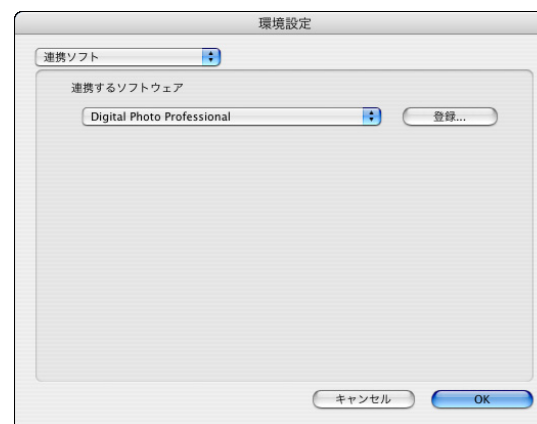 環境設定
連携ソフト
連携するソフトウェア
Digital Photo Professional
登録...
キャンセル
OK